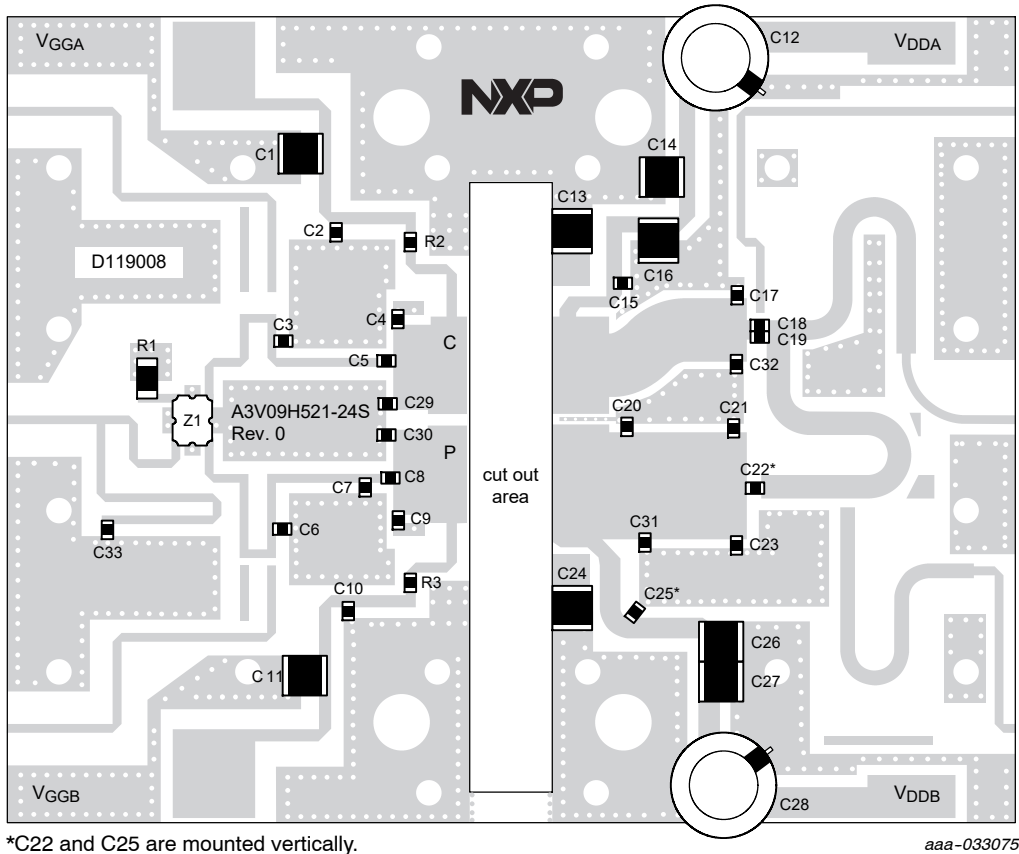 VGGA
C12
VDDA
NXP
C1
C14
C13
C2
R2
D119008
C16
C15
C17
C4
C18
C3
C19
R1
C
C5
C32
C29
A3V09H521-24S
Z1
C20
C21
Rev. 0
C30
P
cut out
area
C8
C22*
C7
C9
C31
C6
C23
C33
R3
C10
C24
C25*
C26
C11
C27
VGGB
C28
VDDB
*C22 and C25 are mounted vertically.
aaa-033075